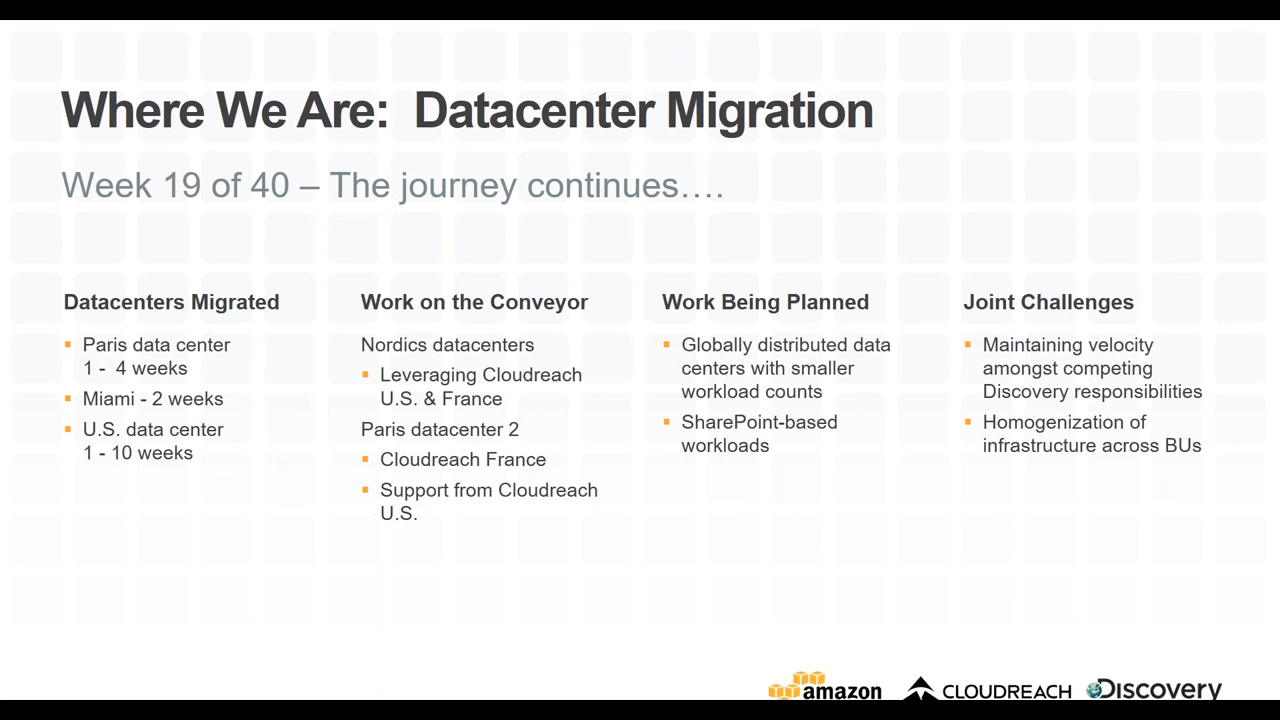 Where We Are:  Datacenter Migration
Week 19 of 40 – The journey continues….
Datacenters Migrated
▪ Paris data center
1 -  4 weeks
▪ Miami - 2 weeks
▪ U.S. data center
1 - 10 weeks
Work on the Conveyor
Nordics datacenters
▪ Leveraging Cloudreach
U.S. & France
Paris datacenter 2
▪ Cloudreach France
▪ Support from Cloudreach
U.S.
Work Being Planned
▪ Globally distributed data
centers with smaller
workload counts
▪ SharePoint-based
workloads
Joint Challenges
▪ Maintaining velocity
amongst competing
Discovery responsibilities
▪ Homogenization of
infrastructure across BUs
amazon
CLOUDREACH
Discovery